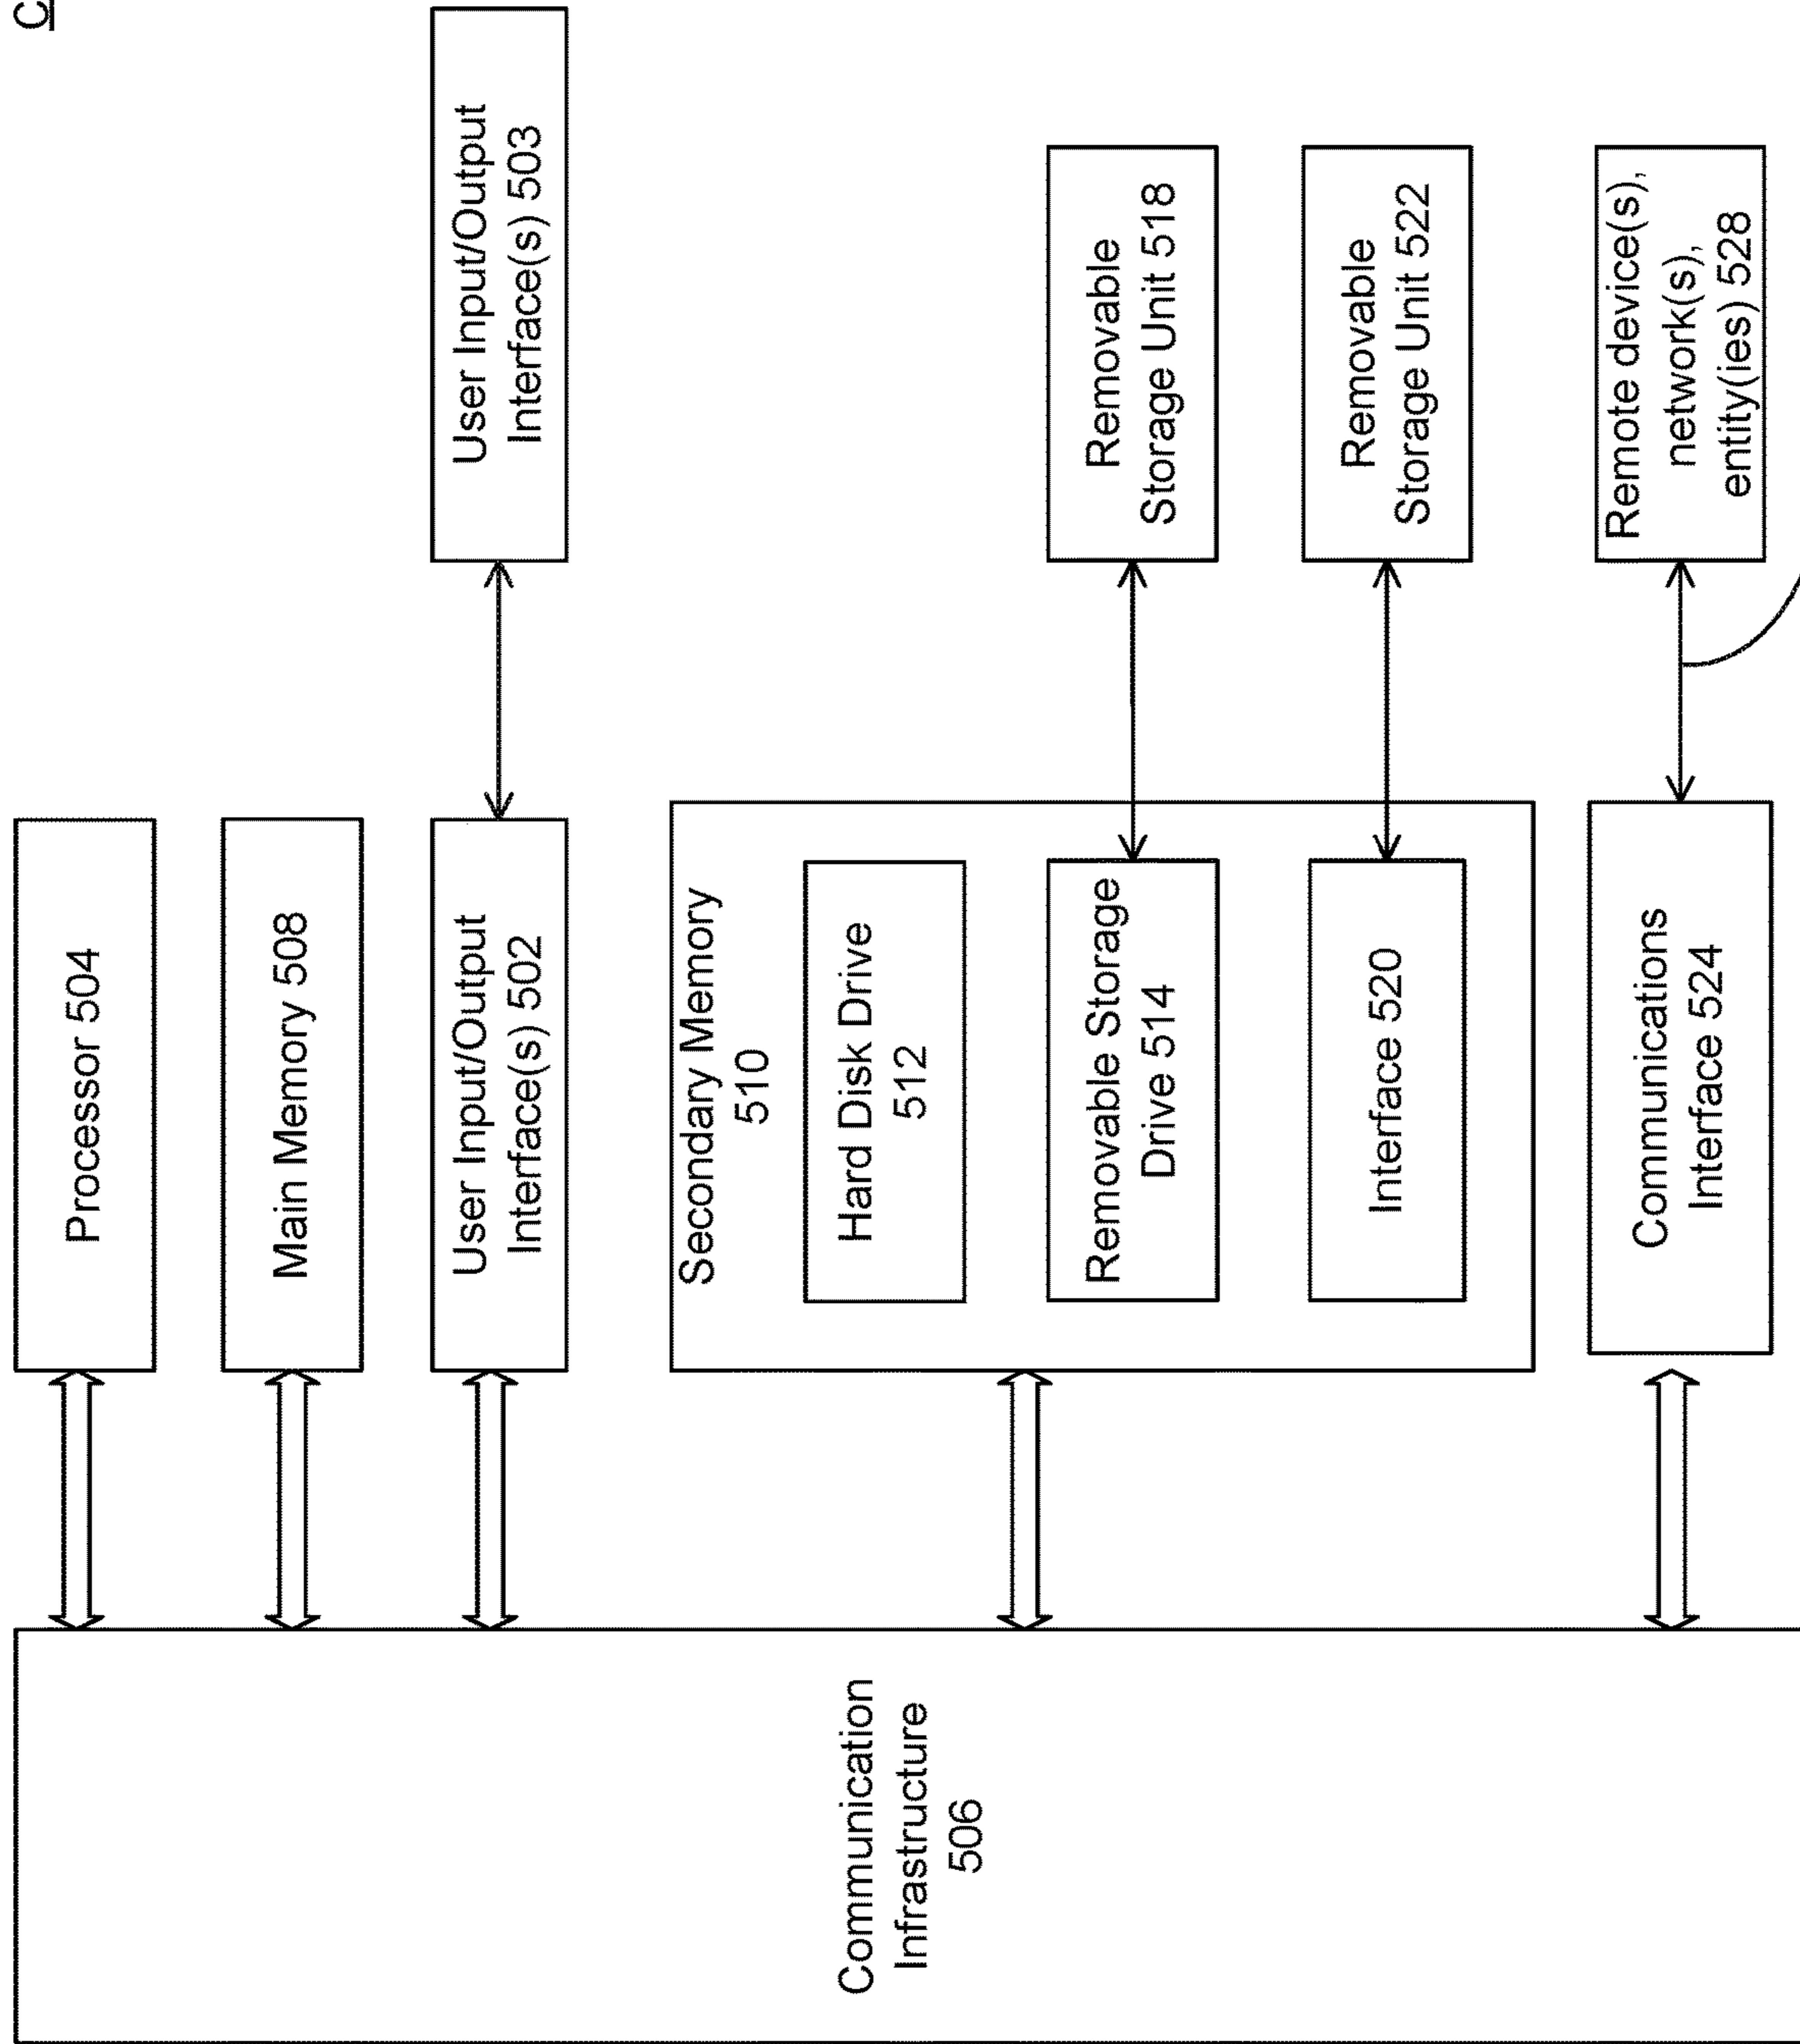 Processor 504
Main Memory 508
User Input/Output
Interface(s) 502
User Input/Output
Interface(s) 503
Secondary Memory
510
Hard Disk Drive
512
Removable Storage
Drive 514
Removable
Storage Unit 518
Interface 520
Removable
Storage Unit 522
Communications
Interface 524
Remote device(s),
network(s),
entity(ies) 528
Communication
Infrastructure
506